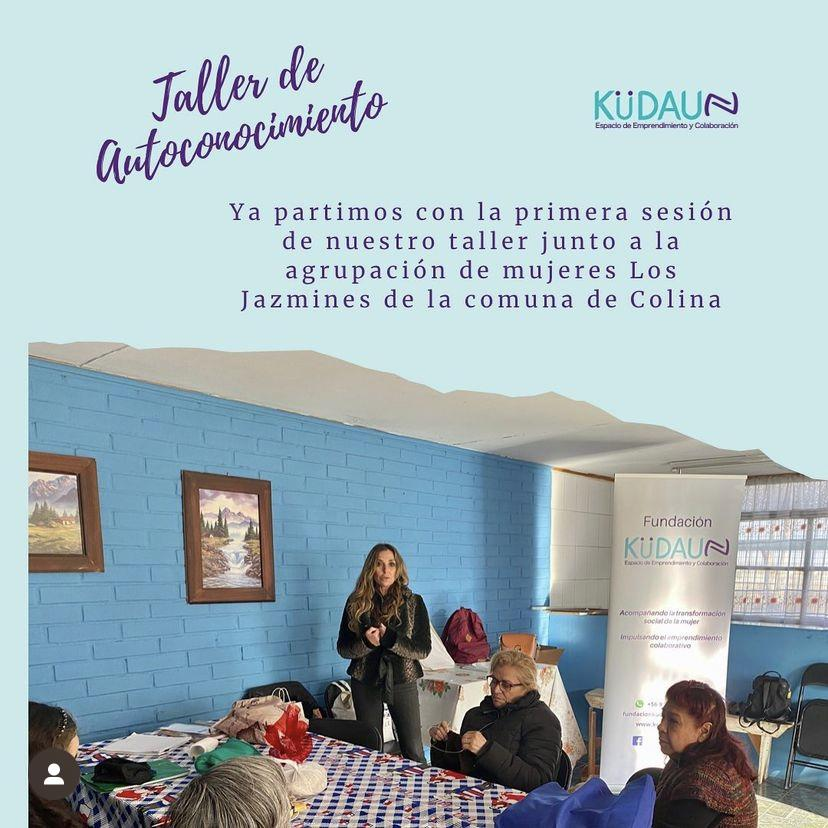 Taller de
Autoconocimiento
KÜDAUN
Espacio de Emprendimiento y Colaboración
Ya partimos con la primera sesión
de nuestro taller junto a la
agrupación de mujeres Los
Jazmines de la comuna de Colina
Fundación
KÜDAUN
Espacio de Emprendimiento y Colaboración
Acompañando la transformación
social de la mujer
Impulsando el emprendimiento
colaborativo
+56